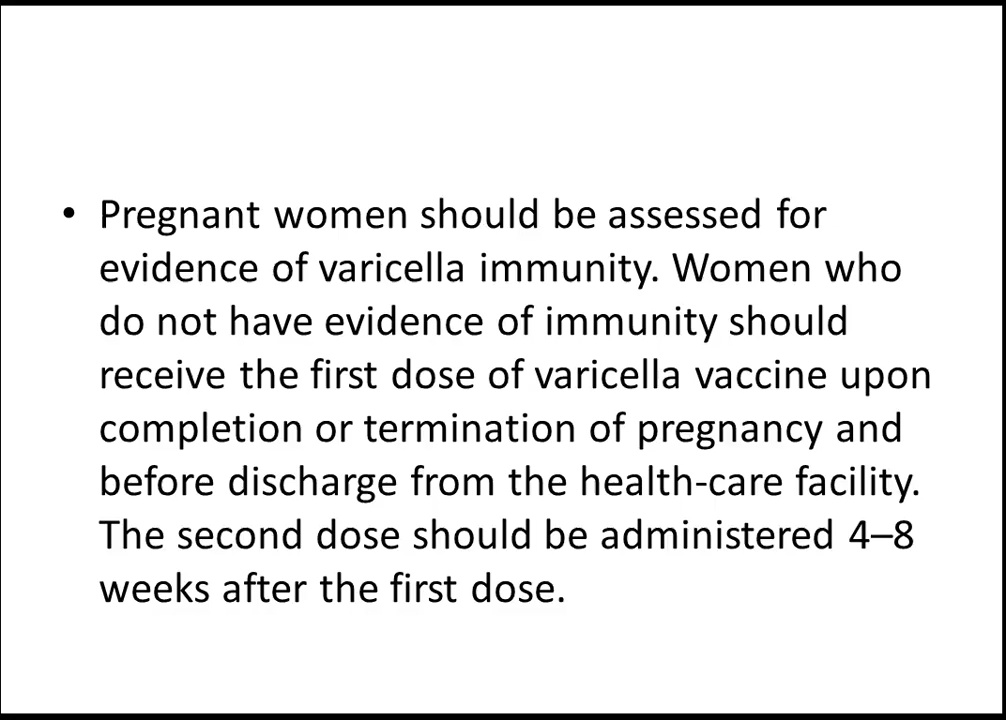 • Pregnant women should be assessed for
evidence of varicella immunity. Women who
do not have evidence of immunity should
receive the first dose of varicella vaccine upon
completion or termination of pregnancy and
before discharge from the health-care facility.
The second dose should be administered 4–8
weeks after the first dose.